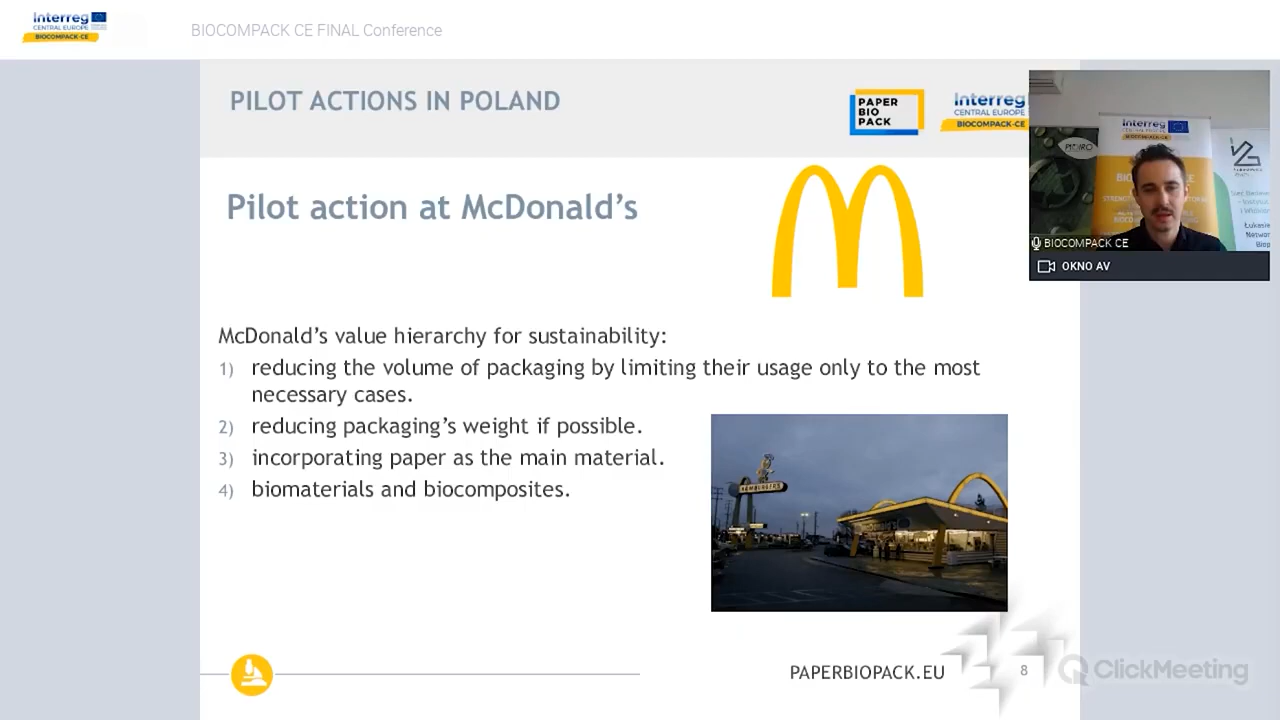 interreg
CENTRAL EUROPE
BIOCOMPACK-CE
BIOCOMPACK CE FINAL Conference
PILOT ACTIONS IN POLAND
PAPER
BIO
PACK
Interreg
CENTRAL EUROPE
BIOCOMPACK-CE
Interreg
BIOCOMPACK CE
OKNO AV
Pilot action at McDonald's
McDonald's value hierarchy for sustainability:
1) reducing the volume of packaging by limiting their usage only to the most
necessary cases.
2) reducing packaging's weight if possible.
3) incorporating paper as the main material.
4) biomaterials and biocomposites.
HAMBURGERS
PAPERBIOPACK.EU
8
ClickMeeting